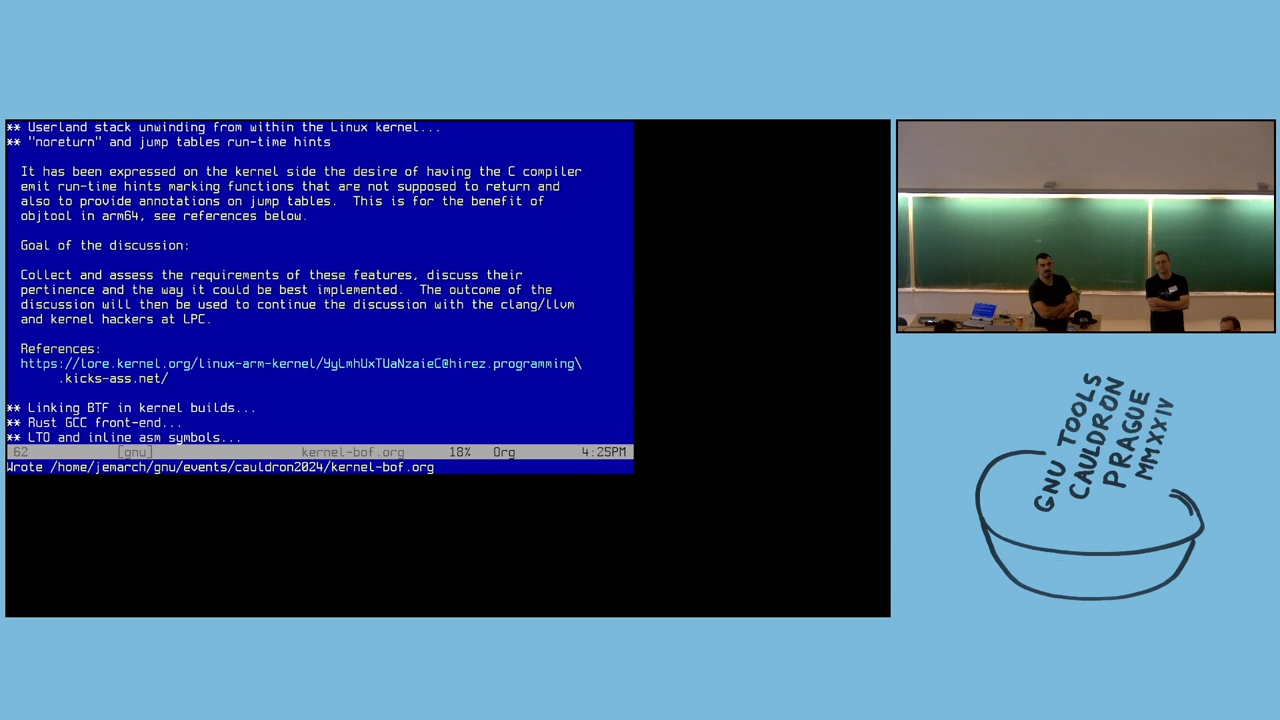 ** Userland stack unwinding from within the Linux kernel...
** "noreturn" and jump tables run-time hints
It has been expressed on the kernel side the desire of having the C compiler
emit run-time hints marking functions that are not supposed to return and
also to provide annotations on jump tables.  This is for the benefit of
objtool in arm64, see references below.
Goal of the discussion:
Collect and assess the requirements of these features, discuss their
pertinence and the way it could be best implemented.  The outcome of the
discussion will then be used to continue the discussion with the clang/llvm
and kernel hackers at LPC.
References:
https://lore.kernel.org/linux-arm-kernel/YyLmhUxTUaNzaieC@hirez.programming\
.kicks-ass.net/
** Linking BTF in kernel builds...
** Rust GCC front-end...
** LTO and inline asm symbols...
62 [gnu] kernel-bof.org 18% Org 4:25PM
Wrote /home/jemarch/gnu/events/cauldron2024/kernel-bof.org
GNU TOOLS
CAULDRON
PRAGUE
MMXXIV